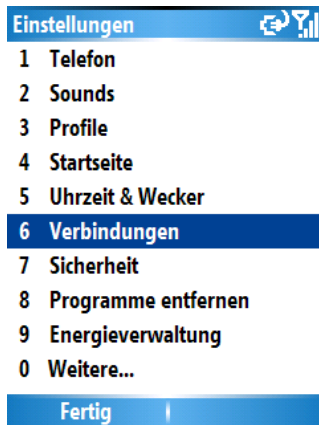 Einstellungen
1 Telefon
2 Sounds
3 Profile
4 Startseite
5 Uhrzeit & Wecker
6 Verbindungen
7 Sicherheit
8 Programme entfernen
9 Energieverwaltung
0 Weitere...
Fertig